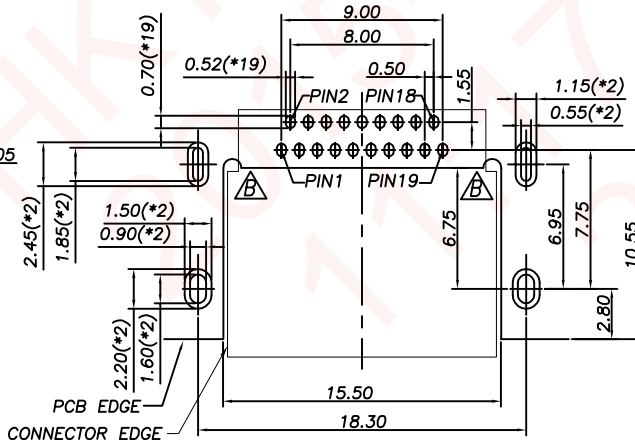 9.00
8.00
0.70(*19)
0.52(*19)
0.50
1.55
1.15(*2)
0.55(*2)
PIN2
PIN18
05
PIN1
PIN19
B
B
2.45(*2)
1.85(*2)
1.50(*2)
0.90(*2)
6.75
6.95
7.75
10.55
2.80
2.20(*2)
1.60(*2)
15.50
PCB EDGE
18.30
CONNECTOR EDGE